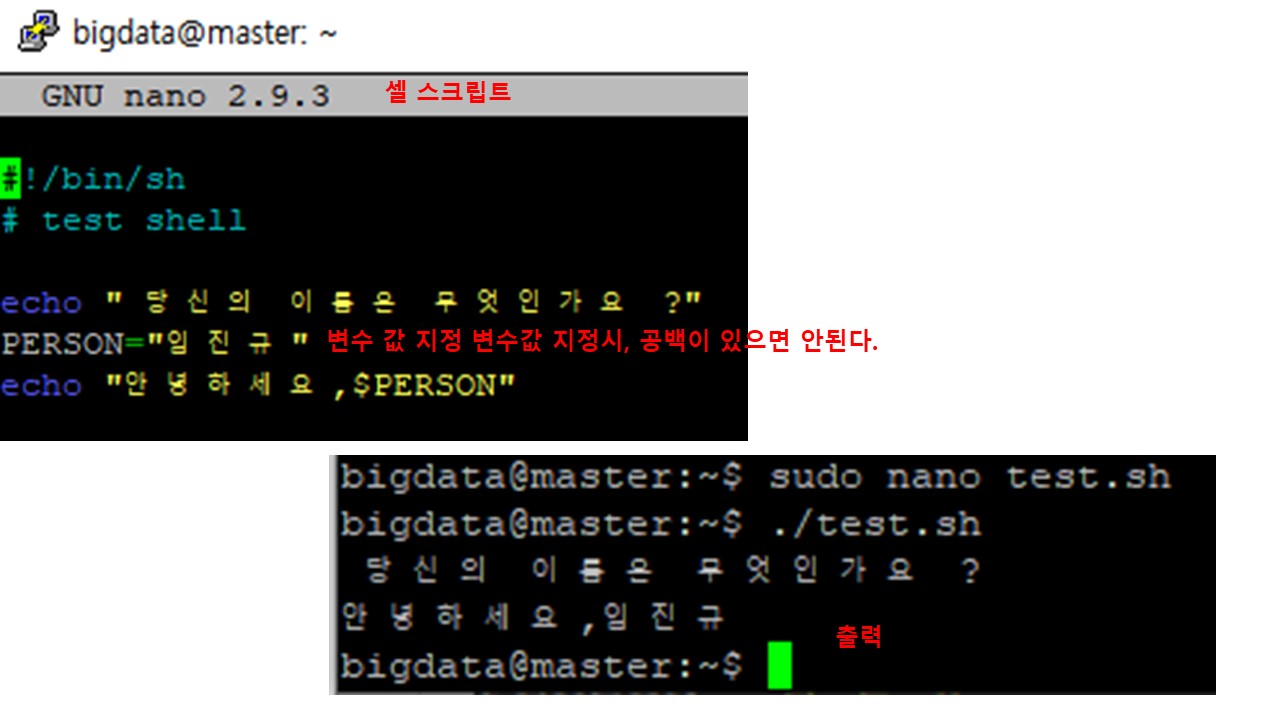 bigdata@master: ~
GNU nano 2.9.3 셀 스크립트
#!/bin/sh
# test shell
echo " 당신의 이름은 무엇인가요 ?"
PERSON="임진규" 변수 값 지정 변수값 지정시, 공백이 있으면 안된다.
echo "안녕하세요,$PERSON"
bigdata@master:~$ sudo nano test.sh
bigdata@master:~$ ./test.sh
당신의 이름은 무엇인가요 ?
안녕하세요,임진규
출력
bigdata@master:~$